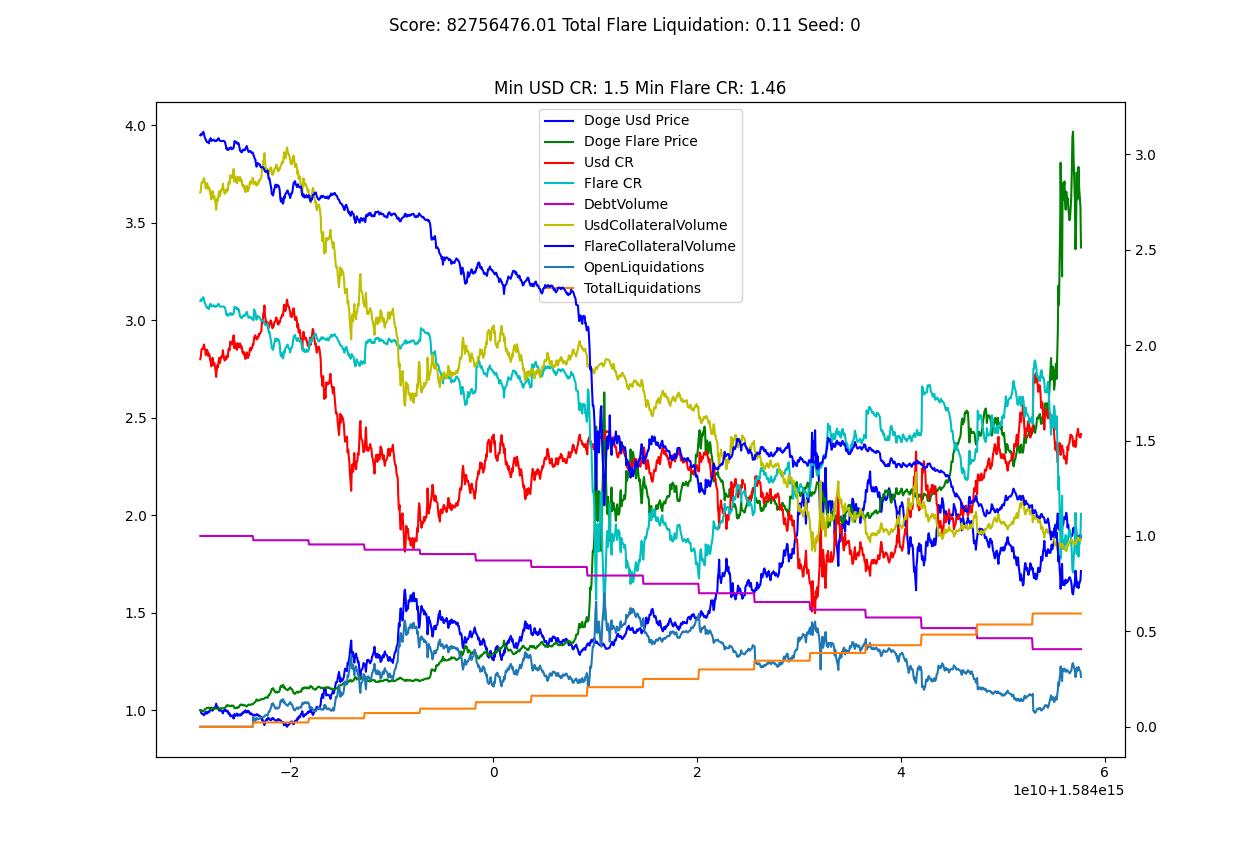 Score: 82756476.01 Total Flare Liquidation: 0.11 Seed: 0
Min USD CR: 1.5 Min Flare CR: 1.46
Doge Usd Price
Doge Flare Price
Usd CR
Flare CR
DebtVolume
UsdCollateralVolume
FlareCollateralVolume
OpenLiquidations
TotalLiquidations
4.0
3.5
3.0
2.5
2.0
1.5
1.0
3.0
2.5
2.0
1.5
1.0
0.5
0.0
−2 0 2 4 6
1e10+1.584e15